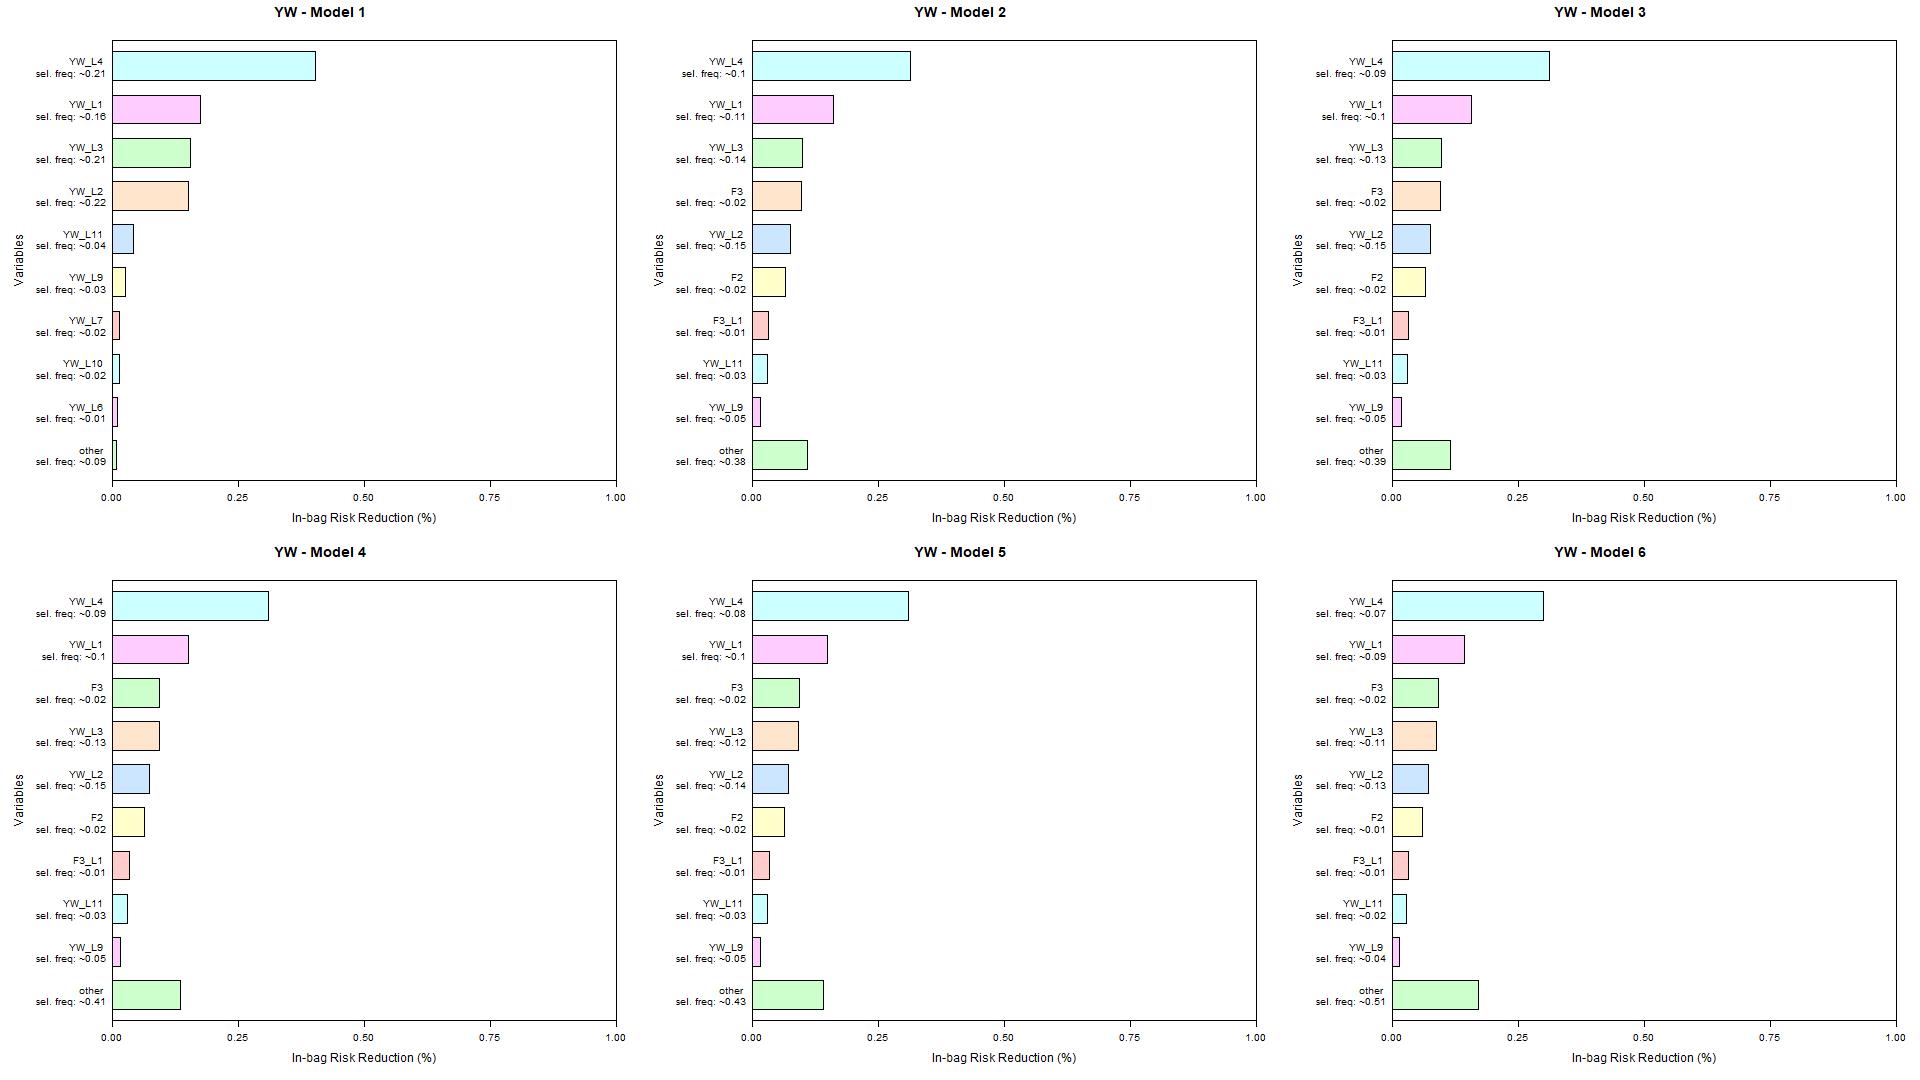 YW - Model 1
YW_L4
sel. freq: ~0.21
YW_L1
sel. freq: ~0.16
YW_L3
sel. freq: ~0.21
YW_L2
sel. freq: ~0.22
YW_L11
sel. freq: ~0.04
YW_L9
sel. freq: ~0.03
YW_L7
sel. freq: ~0.02
YW_L10
sel. freq: ~0.02
YW_L6
sel. freq: ~0.01
other
sel. freq: ~0.09
Variables
0.00 0.25 0.50 0.75 1.00
In-bag Risk Reduction (%)
YW - Model 2
YW_L4
sel. freq: ~0.1
YW_L1
sel. freq: ~0.11
YW_L3
sel. freq: ~0.14
F3
sel. freq: ~0.02
YW_L2
sel. freq: ~0.15
F2
sel. freq: ~0.02
F3_L1
sel. freq: ~0.01
YW_L11
sel. freq: ~0.03
YW_L9
sel. freq: ~0.05
other
sel. freq: ~0.38
Variables
0.00 0.25 0.50 0.75 1.00
In-bag Risk Reduction (%)
YW - Model 3
YW_L4
sel. freq: ~0.09
YW_L1
sel. freq: ~0.1
YW_L3
sel. freq: ~0.13
F3
sel. freq: ~0.02
YW_L2
sel. freq: ~0.15
F2
sel. freq: ~0.02
F3_L1
sel. freq: ~0.01
YW_L11
sel. freq: ~0.03
YW_L9
sel. freq: ~0.05
other
sel. freq: ~0.39
Variables
0.00 0.25 0.50 0.75 1.00
In-bag Risk Reduction (%)
YW - Model 4
YW_L4
sel. freq: ~0.09
YW_L1
sel. freq: ~0.1
F3
sel. freq: ~0.02
YW_L3
sel. freq: ~0.13
YW_L2
sel. freq: ~0.15
F2
sel. freq: ~0.02
F3_L1
sel. freq: ~0.01
YW_L11
sel. freq: ~0.03
YW_L9
sel. freq: ~0.05
other
sel. freq: ~0.41
Variables
0.00 0.25 0.50 0.75 1.00
In-bag Risk Reduction (%)
YW - Model 5
YW_L4
sel. freq: ~0.08
YW_L1
sel. freq: ~0.1
F3
sel. freq: ~0.02
YW_L3
sel. freq: ~0.12
YW_L2
sel. freq: ~0.14
F2
sel. freq: ~0.02
F3_L1
sel. freq: ~0.01
YW_L11
sel. freq: ~0.03
YW_L9
sel. freq: ~0.05
other
sel. freq: ~0.43
Variables
0.00 0.25 0.50 0.75 1.00
In-bag Risk Reduction (%)
YW - Model 6
YW_L4
sel. freq: ~0.07
YW_L1
sel. freq: ~0.09
F3
sel. freq: ~0.02
YW_L3
sel. freq: ~0.11
YW_L2
sel. freq: ~0.13
F2
sel. freq: ~0.01
F3_L1
sel. freq: ~0.01
YW_L11
sel. freq: ~0.02
YW_L9
sel. freq: ~0.04
other
sel. freq: ~0.51
Variables
0.00 0.25 0.50 0.75 1.00
In-bag Risk Reduction (%)